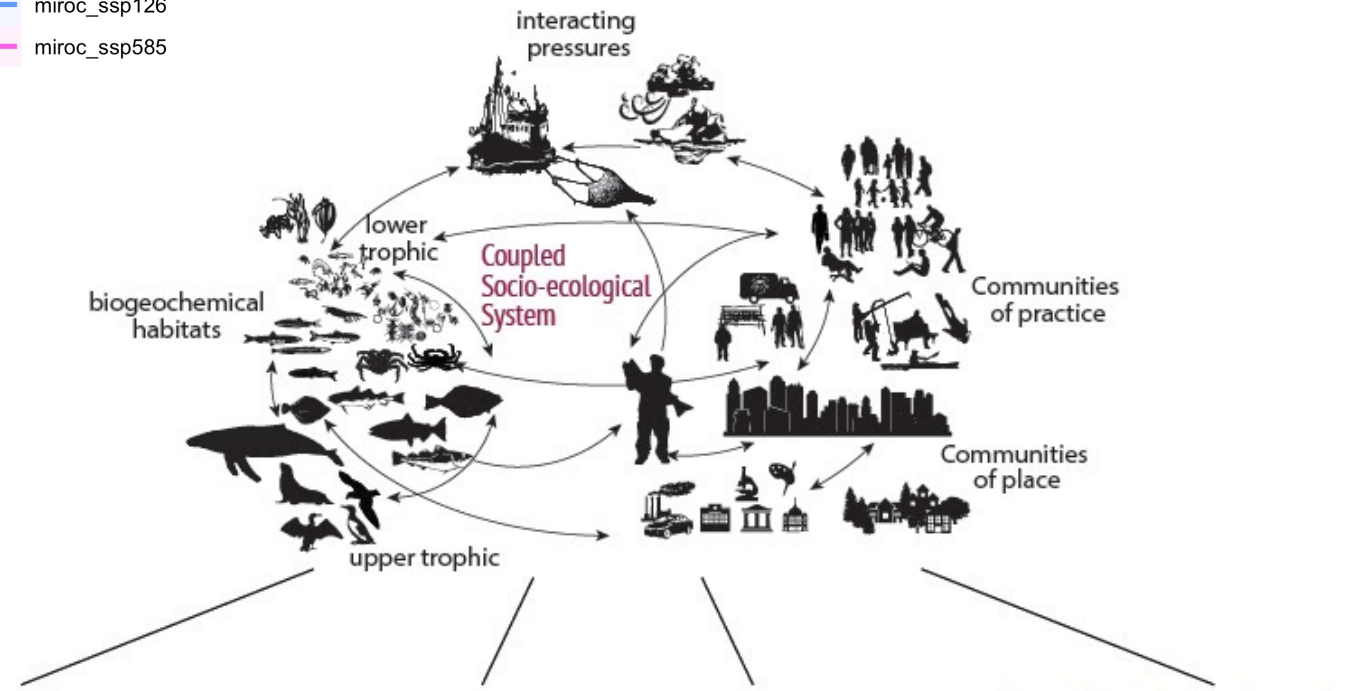 miroc_ssp126
miroc_ssp585
interacting
pressures
lower
trophic
Coupled
Socio-ecological
System
biogeochemical
habitats
Communities
of practice
Communities
of place
upper trophic